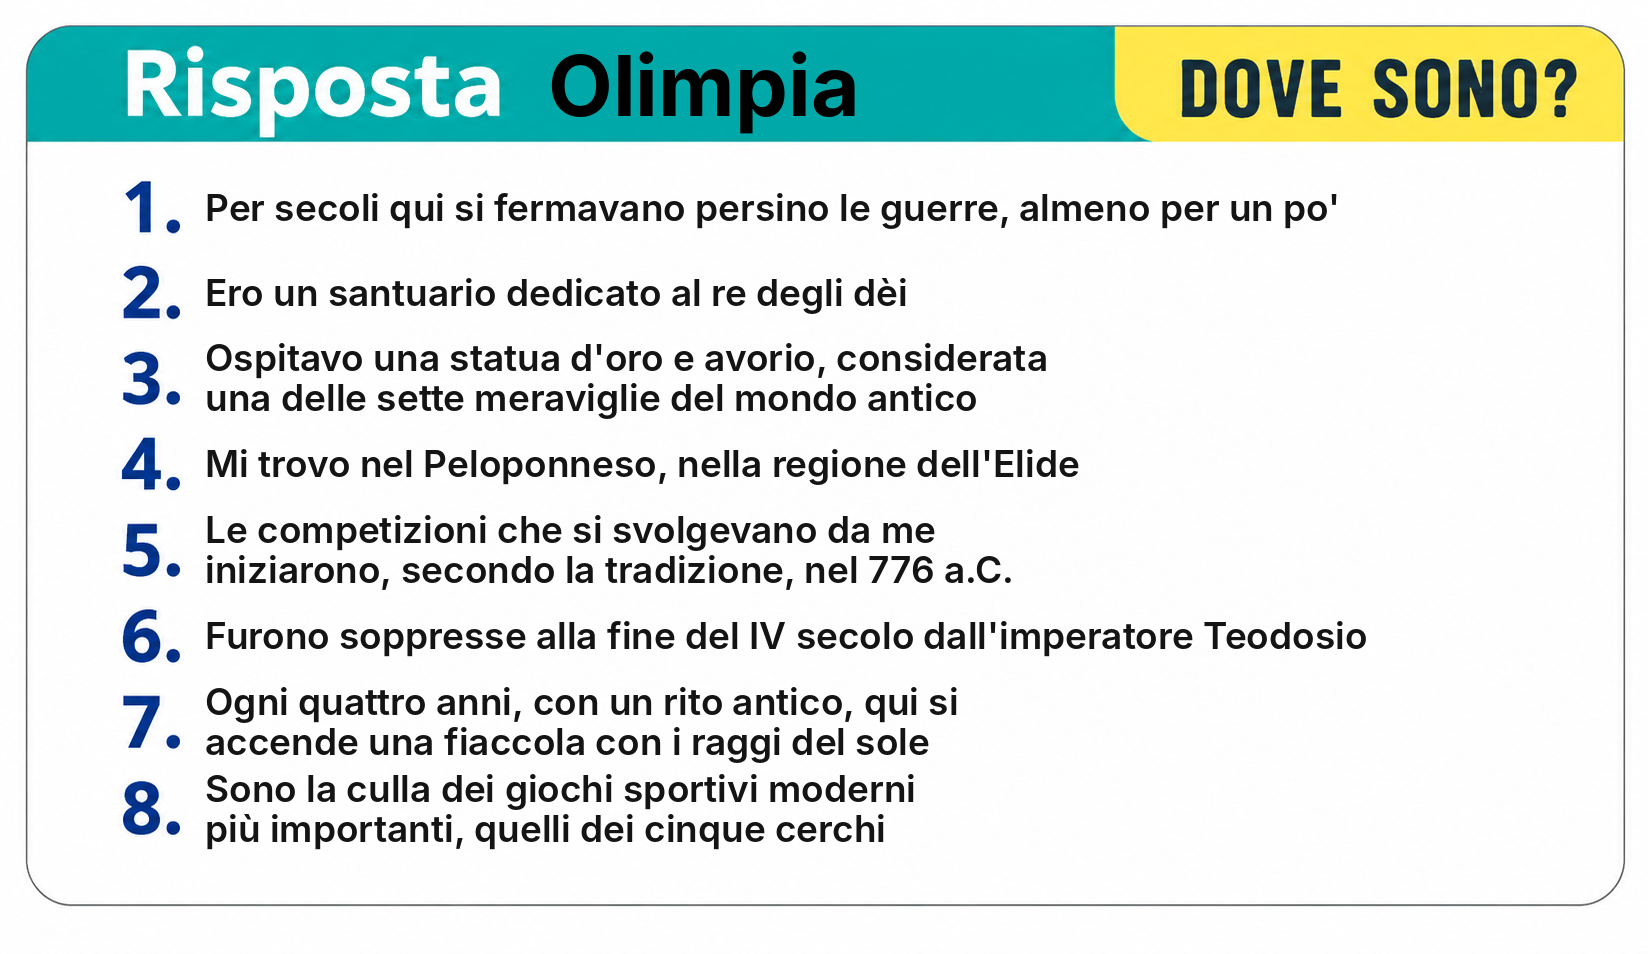 Risposta Olimpia
DOVE SONO?
1. Per secoli qui si fermavano persino le guerre, almeno per un po'
2. Ero un santuario dedicato al re degli dèi
3. Ospitavo una statua d'oro e avorio, considerata
una delle sette meraviglie del mondo antico
4. Mi trovo nel Peloponneso, nella regione dell'Elide
5. Le competizioni che si svolgevano da me
iniziarono, secondo la tradizione, nel 776 a.C.
6. Furono soppresse alla fine del IV secolo dall'imperatore Teodosio
7. Ogni quattro anni, con un rito antico, qui si
accende una fiaccola con i raggi del sole
8. Sono la culla dei giochi sportivi moderni
più importanti, quelli dei cinque cerchi